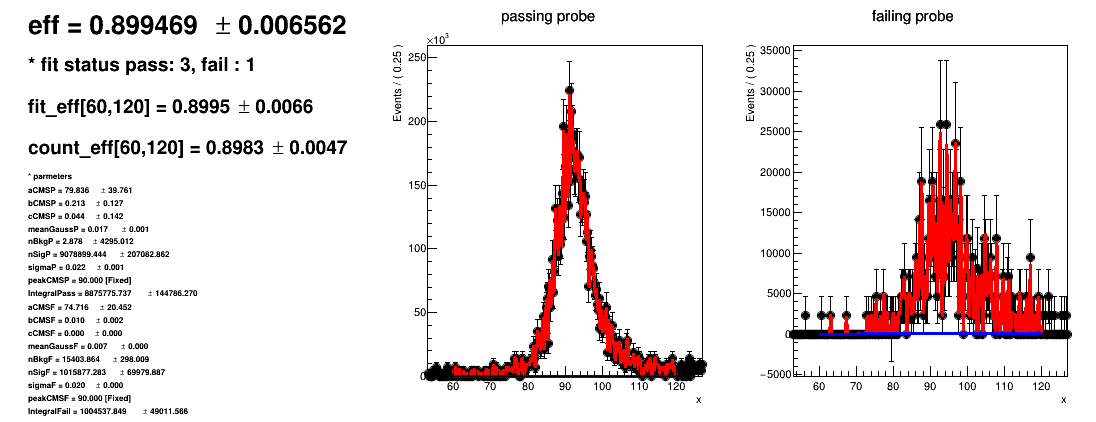 eff = 0.899469 ± 0.006562
* fit status pass: 3, fail : 1
fit_eff[60,120] = 0.8995 ± 0.0066
count_eff[60,120] = 0.8983 ± 0.0047
* parmeters
aCMSP = 79.836 ± 39.761
bCMSP = 0.213 ± 0.127
cCMSP = 0.044 ± 0.142
meanGaussP = 0.017 ± 0.001
nBkgP = 2.878 ± 4295.012
nSigP = 9078899.444 ± 207082.862
sigmaP = 0.022 ± 0.001
peakCMSP = 90.000 [Fixed]
IntegralPass = 8875775.737 ± 144786.270
aCMSF = 74.716 ± 20.452
bCMSF = 0.010 ± 0.002
cCMSF = 0.000 ± 0.000
meanGaussF = 0.007 ± 0.000
nBkgF = 15403.864 ± 298.009
nSigF = 1015877.283 ± 69979.887
sigmaF = 0.020 ± 0.000
peakCMSF = 90.000 [Fixed]
IntegralFail = 1004537.849 ± 49011.566
passing probe
×10³
Events / ( 0.25 )
250
200
150
100
50
0
60 70 80 90 100 110 120
x
failing probe
Events / ( 0.25 )
35000
30000
25000
20000
15000
10000
5000
0
−5000
60 70 80 90 100 110 120
x